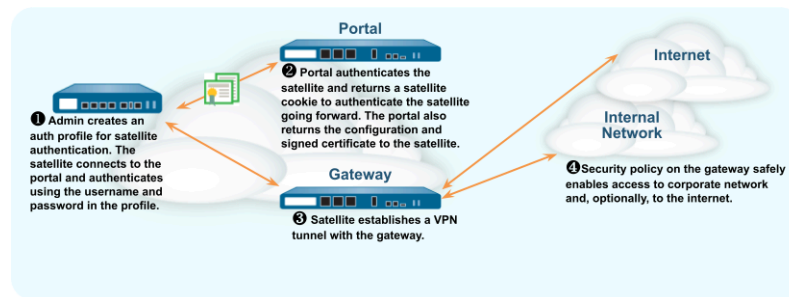 Portal
❷ Portal authenticates the
satellite and returns a satellite
cookie to authenticate the satellite
going forward. The portal also
returns the configuration and
signed certificate to the satellite.
❶ Admin creates an
auth profile for satellite
authentication. The
satellite connects to the
portal and authenticates
using the username and
password in the profile.
Gateway
❸ Satellite establishes a VPN
tunnel with the gateway.
Internet
Internal
Network
❹Security policy on the gateway safely
enables access to corporate network
and, optionally, to the internet.